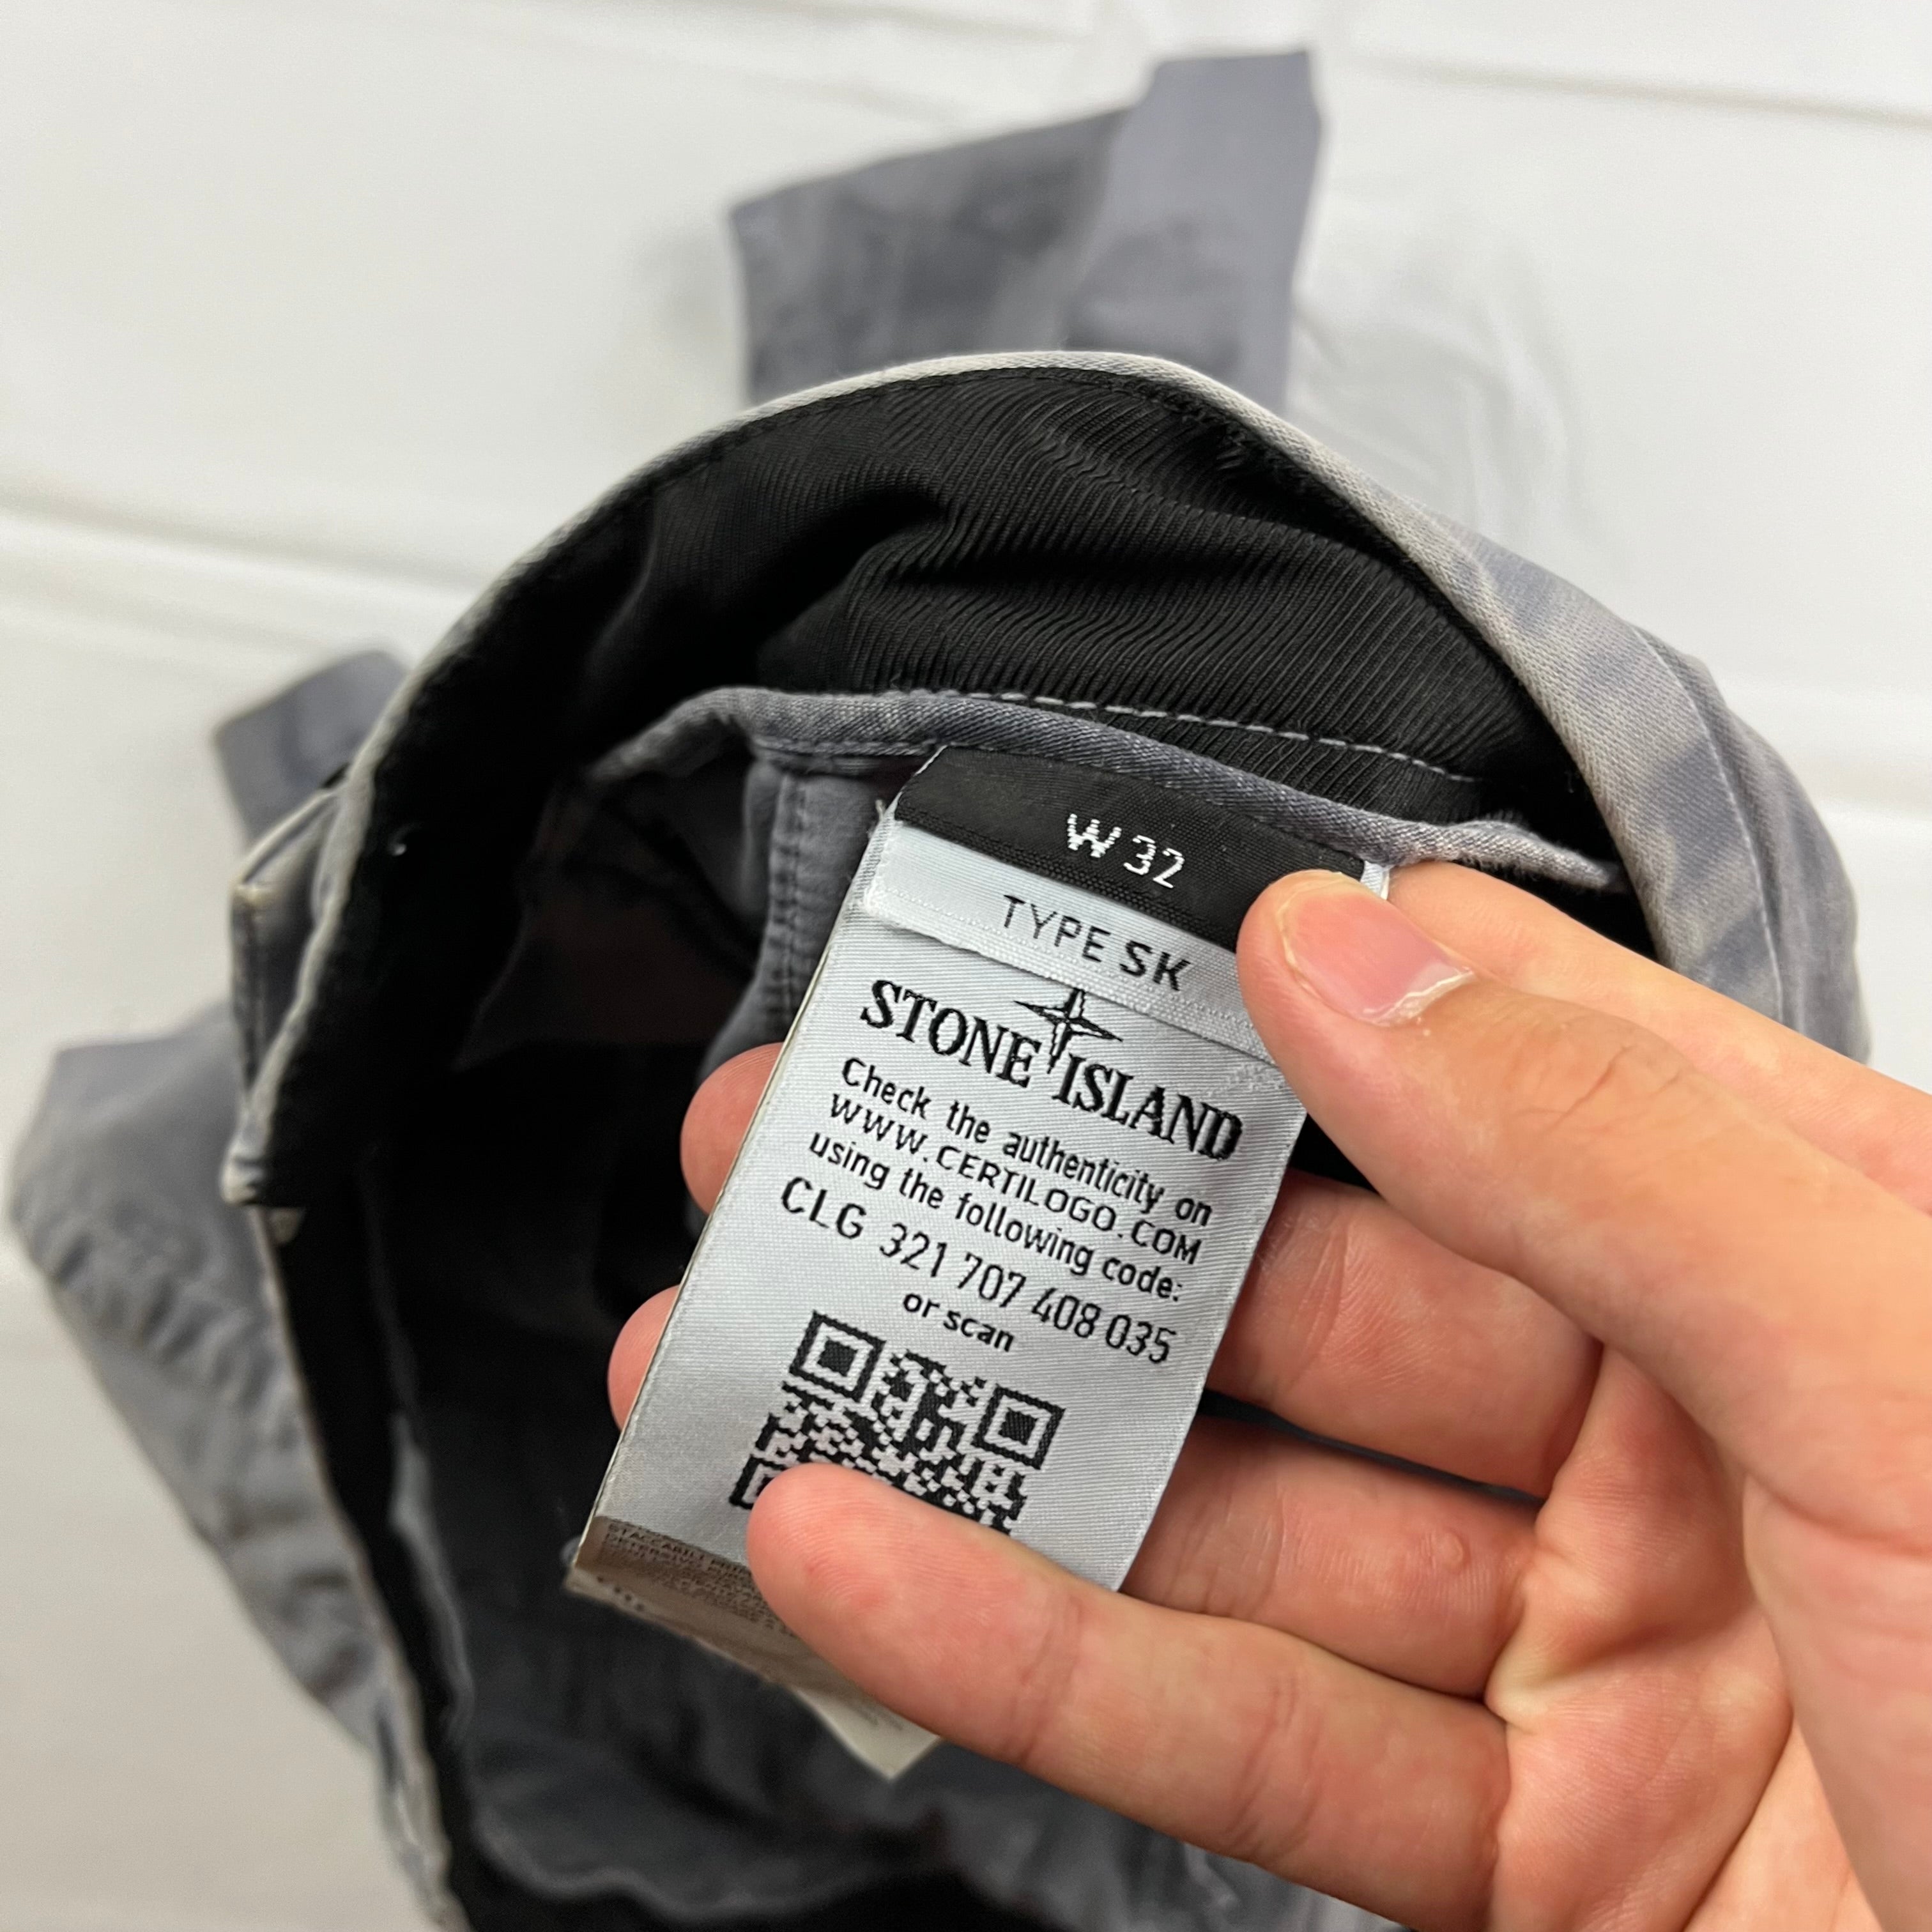 W 32
TYPE SK
STONE ISLAND
Check the authenticity on
WWW.CERTILOGO.COM
using the following code:
CLG 321 707 408 035
or scan